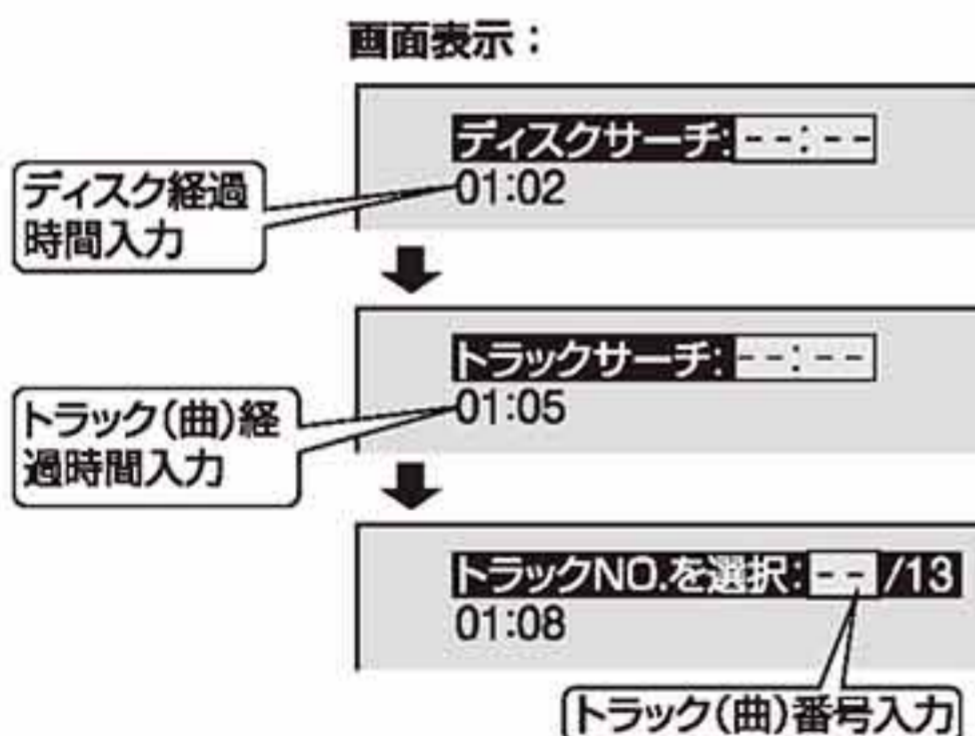 画面表示：
ディスクサーチ: --:--
01:02
ディスク経過
時間入力
トラックサーチ: --:--
01:05
トラック(曲)経
過時間入力
トラックNO.を選択: -- /13
01:08
トラック(曲)番号入力